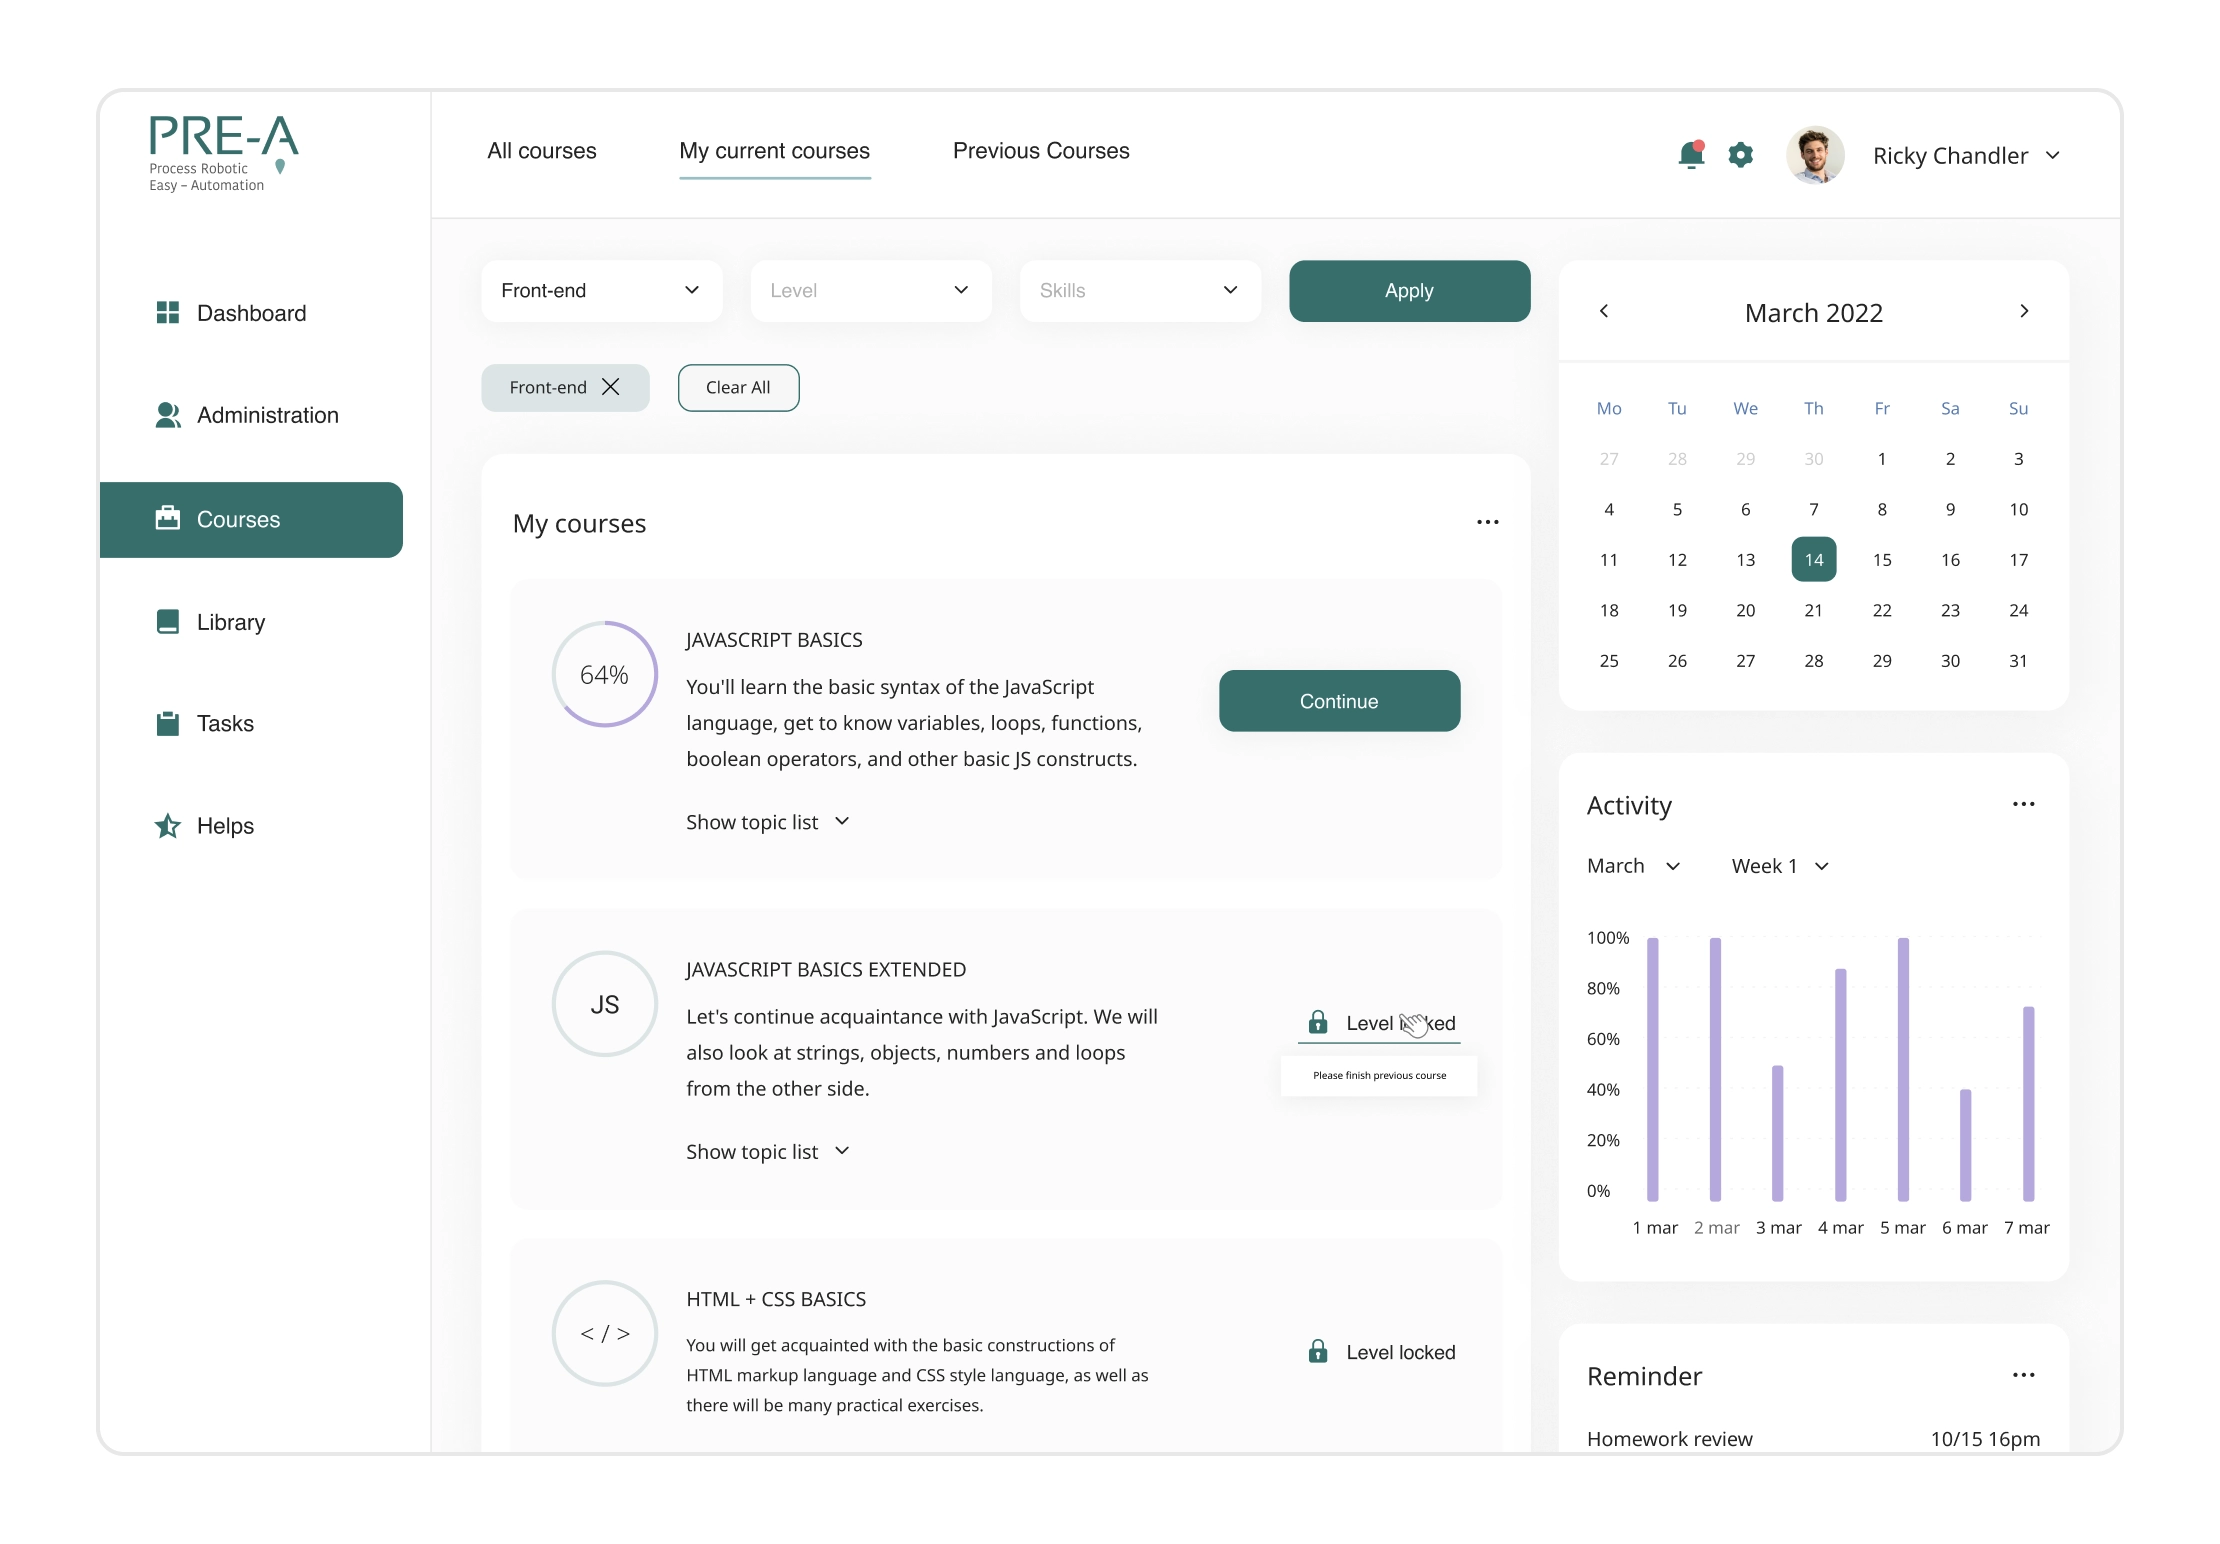 PRE-A
Process Robotic
Easy – Automation
All courses
My current courses
Previous Courses
Ricky Chandler
Dashboard
Administration
Courses
Library
Tasks
Helps
Front-end
Level
Skills
Apply
Front-end
Clear All
My courses
64%
JAVASCRIPT BASICS
You'll learn the basic syntax of the JavaScript
language, get to know variables, loops, functions,
boolean operators, and other basic JS constructs.
Continue
Show topic list
JS
JAVASCRIPT BASICS EXTENDED
Let's continue acquaintance with JavaScript. We will
also look at strings, objects, numbers and loops
from the other side.
Level locked
Please finish previous course
Show topic list
< / >
HTML + CSS BASICS
You will get acquainted with the basic constructions of
HTML markup language and CSS style language, as well as
there will be many practical exercises.
Level locked
March 2022
Mo Tu We Th Fr Sa Su
27 28 29 30 1 2 3
4 5 6 7 8 9 10
11 12 13 14 15 16 17
18 19 20 21 22 23 24
25 26 27 28 29 30 31
Activity
March
Week 1
100%
80%
60%
40%
20%
0%
1 mar 2 mar 3 mar 4 mar 5 mar 6 mar 7 mar
Reminder
Homework review 10/15 16pm